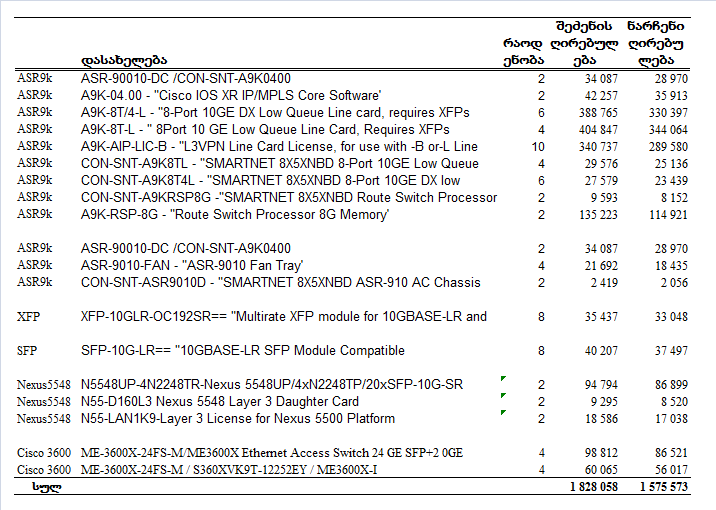 დასახელება რაოდენობა შეძენის ღირებულება ნარჩენი ღირებულება
ASR9k ASR-90010-DC /CON-SNT-A9K0400 2 34 087 28 970
ASR9k A9K-04.00 - "Cisco IOS XR IP/MPLS Core Software' 2 42 257 35 913
ASR9k A9K-8T/4-L - "8-Port 10GE DX Low Queue Line card, requires XFPs 6 388 765 330 397
ASR9k A9K-8T-L - " 8Port 10 GE Low Queue Line Card, Requires XFPs 4 404 847 344 064
ASR9k A9K-AIP-LIC-B - "L3VPN Line Card License, for use with -B or-L Line 10 340 737 289 580
ASR9k CON-SNT-A9K8TL - "SMARTNET 8X5XNBD 8-Port 10GE Low Queue 4 29 576 25 136
ASR9k CON-SNT-A9K8T4L - "SMARTNET 8X5XNBD 8-Port 10GE DX low 6 27 579 23 439
ASR9k CON-SNT-A9KRSP8G -"SMARTNET 8X5XNBD Route Switch Processor 2 9 593 8 152
ASR9k A9K-RSP-8G - "Route Switch Processor 8G Memory' 2 135 223 114 921
ASR9k ASR-90010-DC /CON-SNT-A9K0400 2 34 087 28 970
ASR9k ASR-9010-FAN - "ASR-9010 Fan Tray' 4 21 692 18 435
ASR9k CON-SNT-ASR9010D - "SMARTNET 8X5XNBD ASR-910 AC Chassis 2 2 419 2 056
XFP XFP-10GLR-OC192SR== "Multirate XFP module for 10GBASE-LR and 8 35 437 33 048
SFP SFP-10G-LR== "10GBASE-LR SFP Module Compatible 8 40 207 37 497
Nexus5548 N5548UP-4N2248TR-Nexus 5548UP/4xN2248TP/20xSFP-10G-SR 2 94 794 86 899
Nexus5548 N55-D160L3 Nexus 5548 Layer 3 Daughter Card 2 9 295 8 520
Nexus5548 N55-LAN1K9-Layer 3 License for Nexus 5500 Platform 2 18 586 17 038
Cisco 3600 ME-3600X-24FS-M/ME3600X Ethernet Access Switch 24 GE SFP+2 0GE 4 98 812 86 521
Cisco 3600 ME-3600X-24FS-M / S360XVK9T-12252EY / ME3600X-I 4 60 065 56 017
სულ 1 828 058 1 575 573